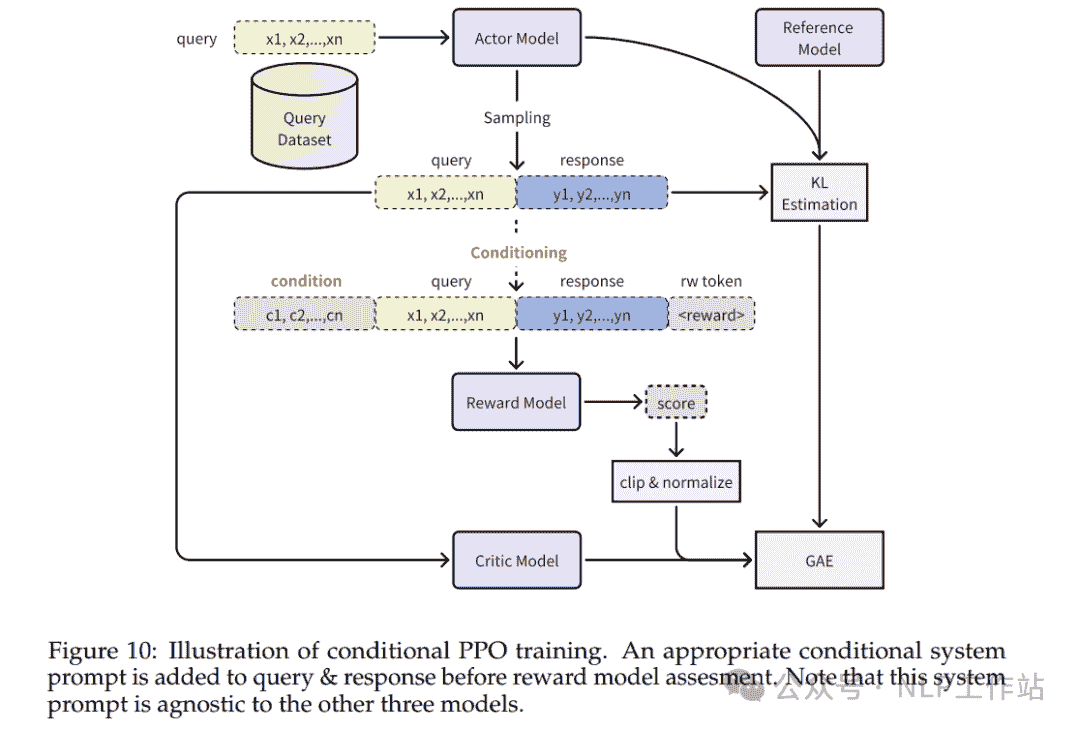 query
x1, x2,...,xn
Actor Model
Reference
Model
Query
Dataset
Sampling
query
response
x1, x2,...,xn
y1, y2,...,yn
KL
Estimation
Conditioning
condition
query
response
rw token
c1, c2,...,cn
x1, x2,...,xn
y1, y2,...,yn
<reward>
Reward Model
score
clip & normalize
Critic Model
GAE
Figure 10: Illustration of conditional PPO training. An appropriate conditional system
prompt is added to query & response before reward model assesment. Note that this system
prompt is agnostic to the other three models.
公众号 · NLP工作站